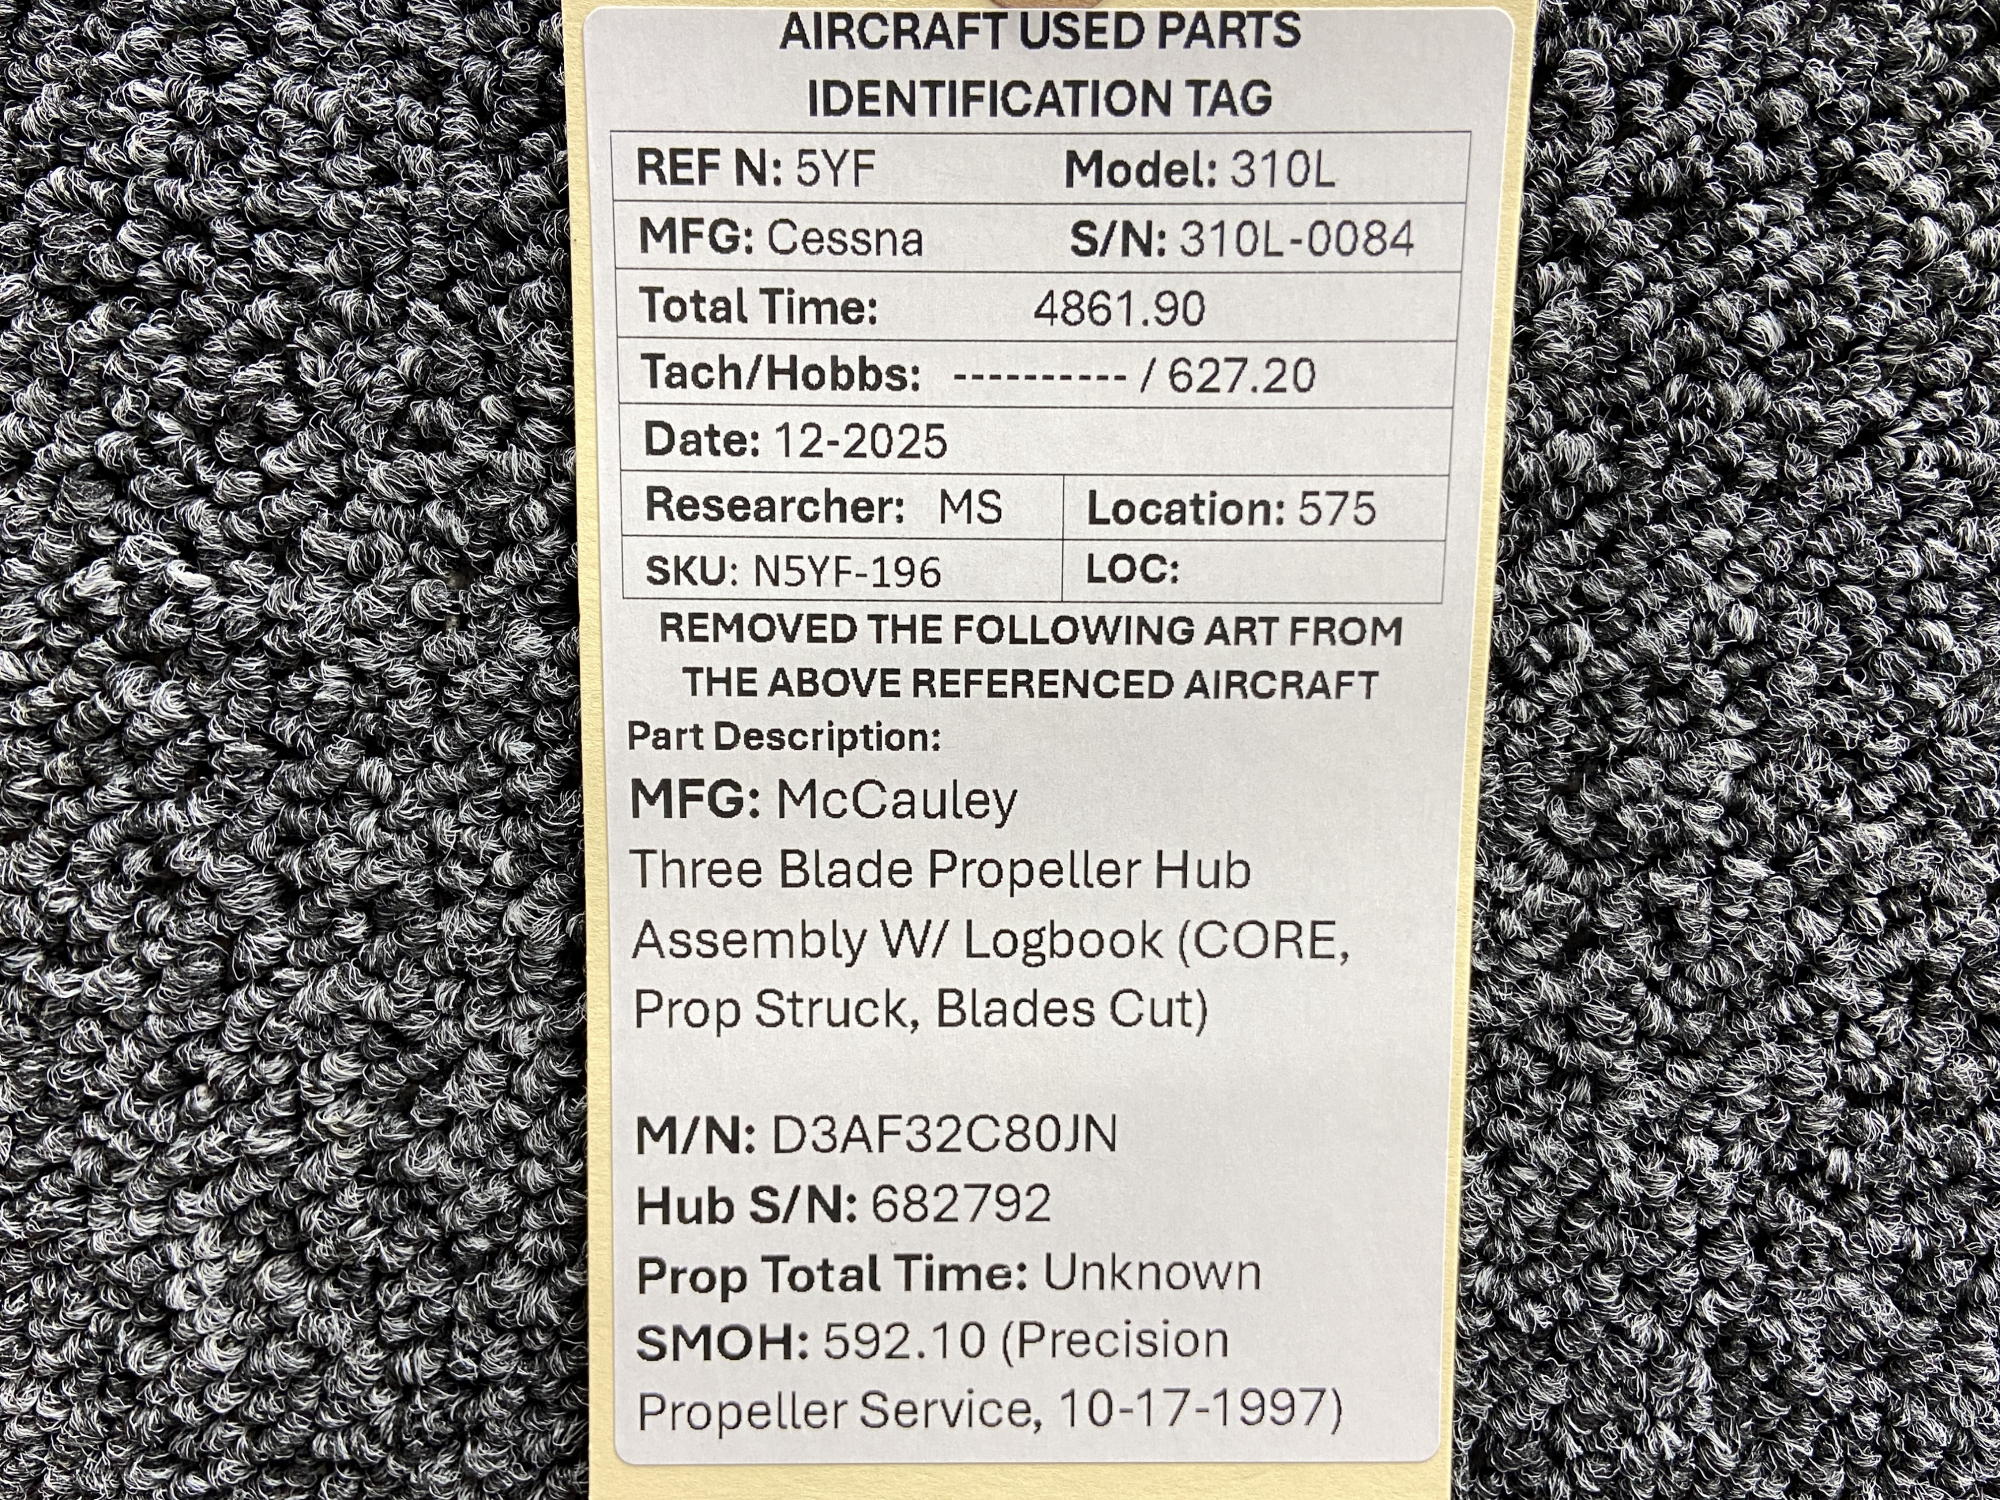 AIRCRAFT USED PARTS
IDENTIFICATION TAG
REF N: 5YF Model: 310L
MFG: Cessna S/N: 310L-0084
Total Time: 4861.90
Tach/Hobbs: ---------- / 627.20
Date: 12-2025
Researcher: MS Location: 575
SKU: N5YF-196 LOC:
REMOVED THE FOLLOWING ART FROM
THE ABOVE REFERENCED AIRCRAFT
Part Description:
MFG: McCauley
Three Blade Propeller Hub
Assembly W/ Logbook (CORE,
Prop Struck, Blades Cut)
M/N: D3AF32C80JN
Hub S/N: 682792
Prop Total Time: Unknown
SMOH: 592.10 (Precision
Propeller Service, 10-17-1997)